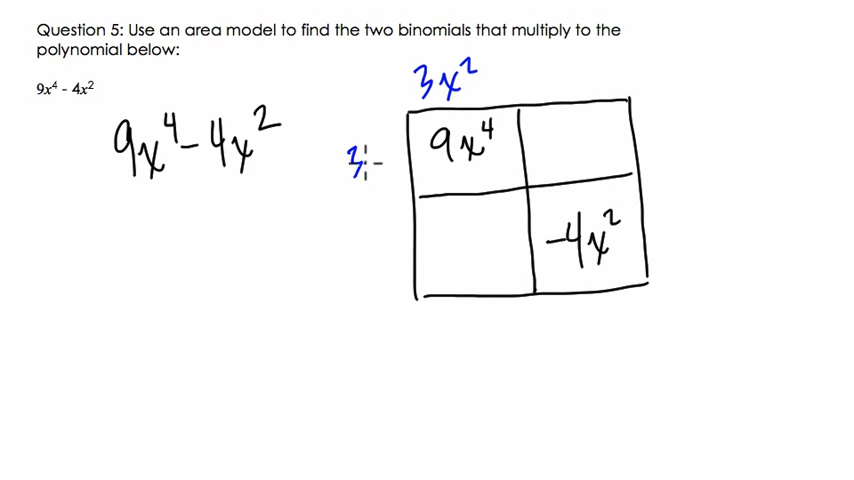 Question 5: Use an area model to find the two binomials that multiply to the
polynomial below:
9x⁴ - 4x²
9x⁴ - 4x²
3x²
3
9x⁴
-4x²